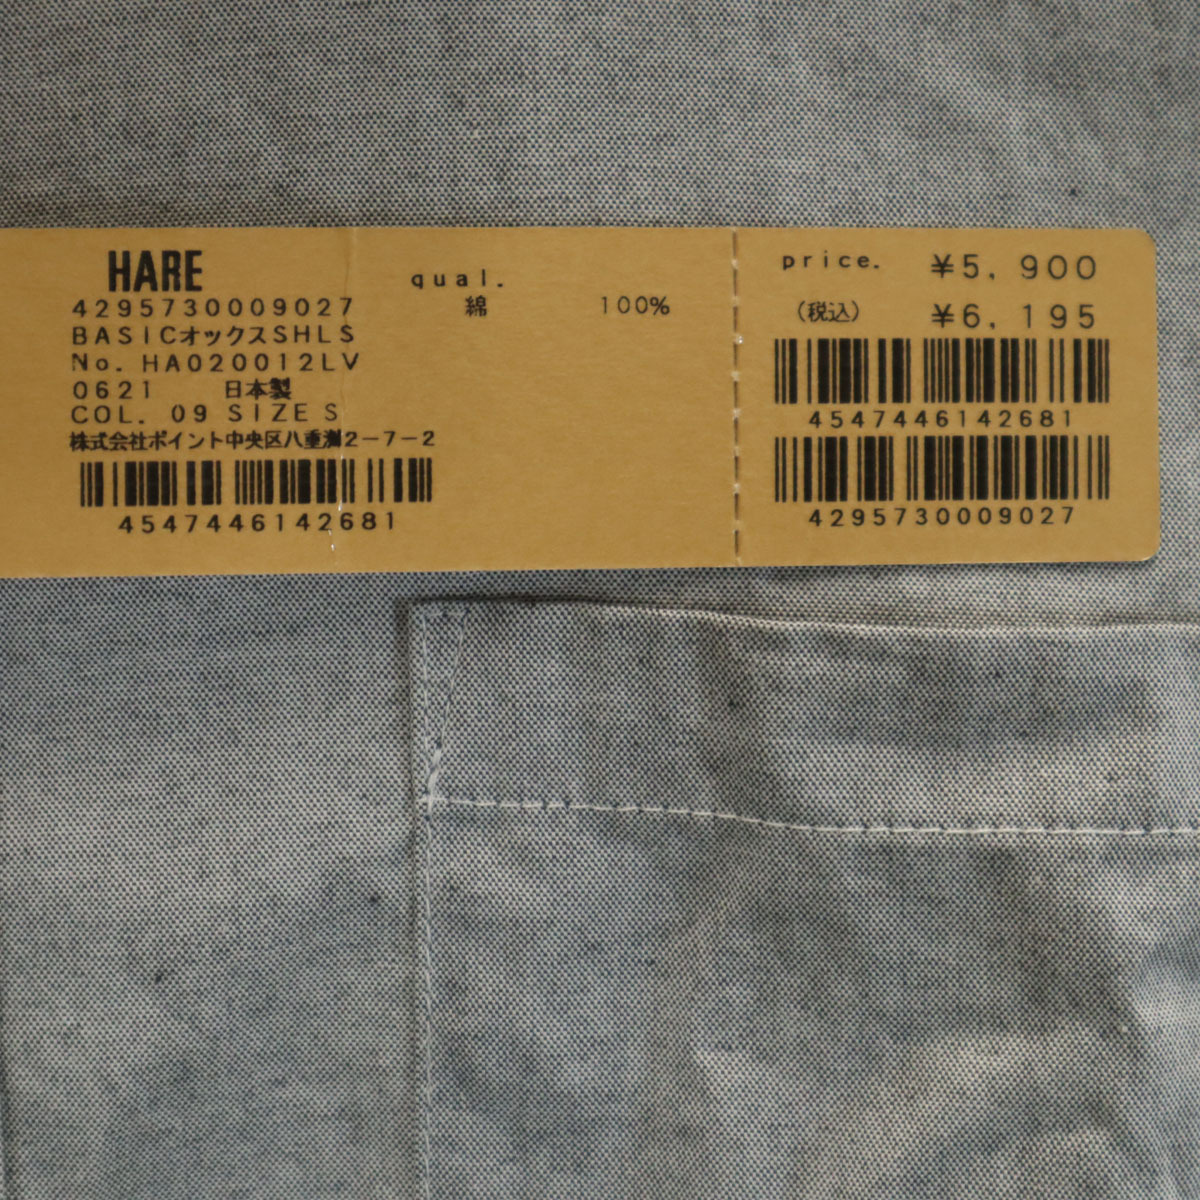 HARE
4295730009027
BASICオックスSHLS
No. HA020012LV
0621 日本製
COL. 09 SIZE S
株式会社ポイント中央区八重洲2-7-2
4547446142681
qual.
綿 100%
price. ¥5, 900
(税込) ¥6, 195
4547446142681
4295730009027